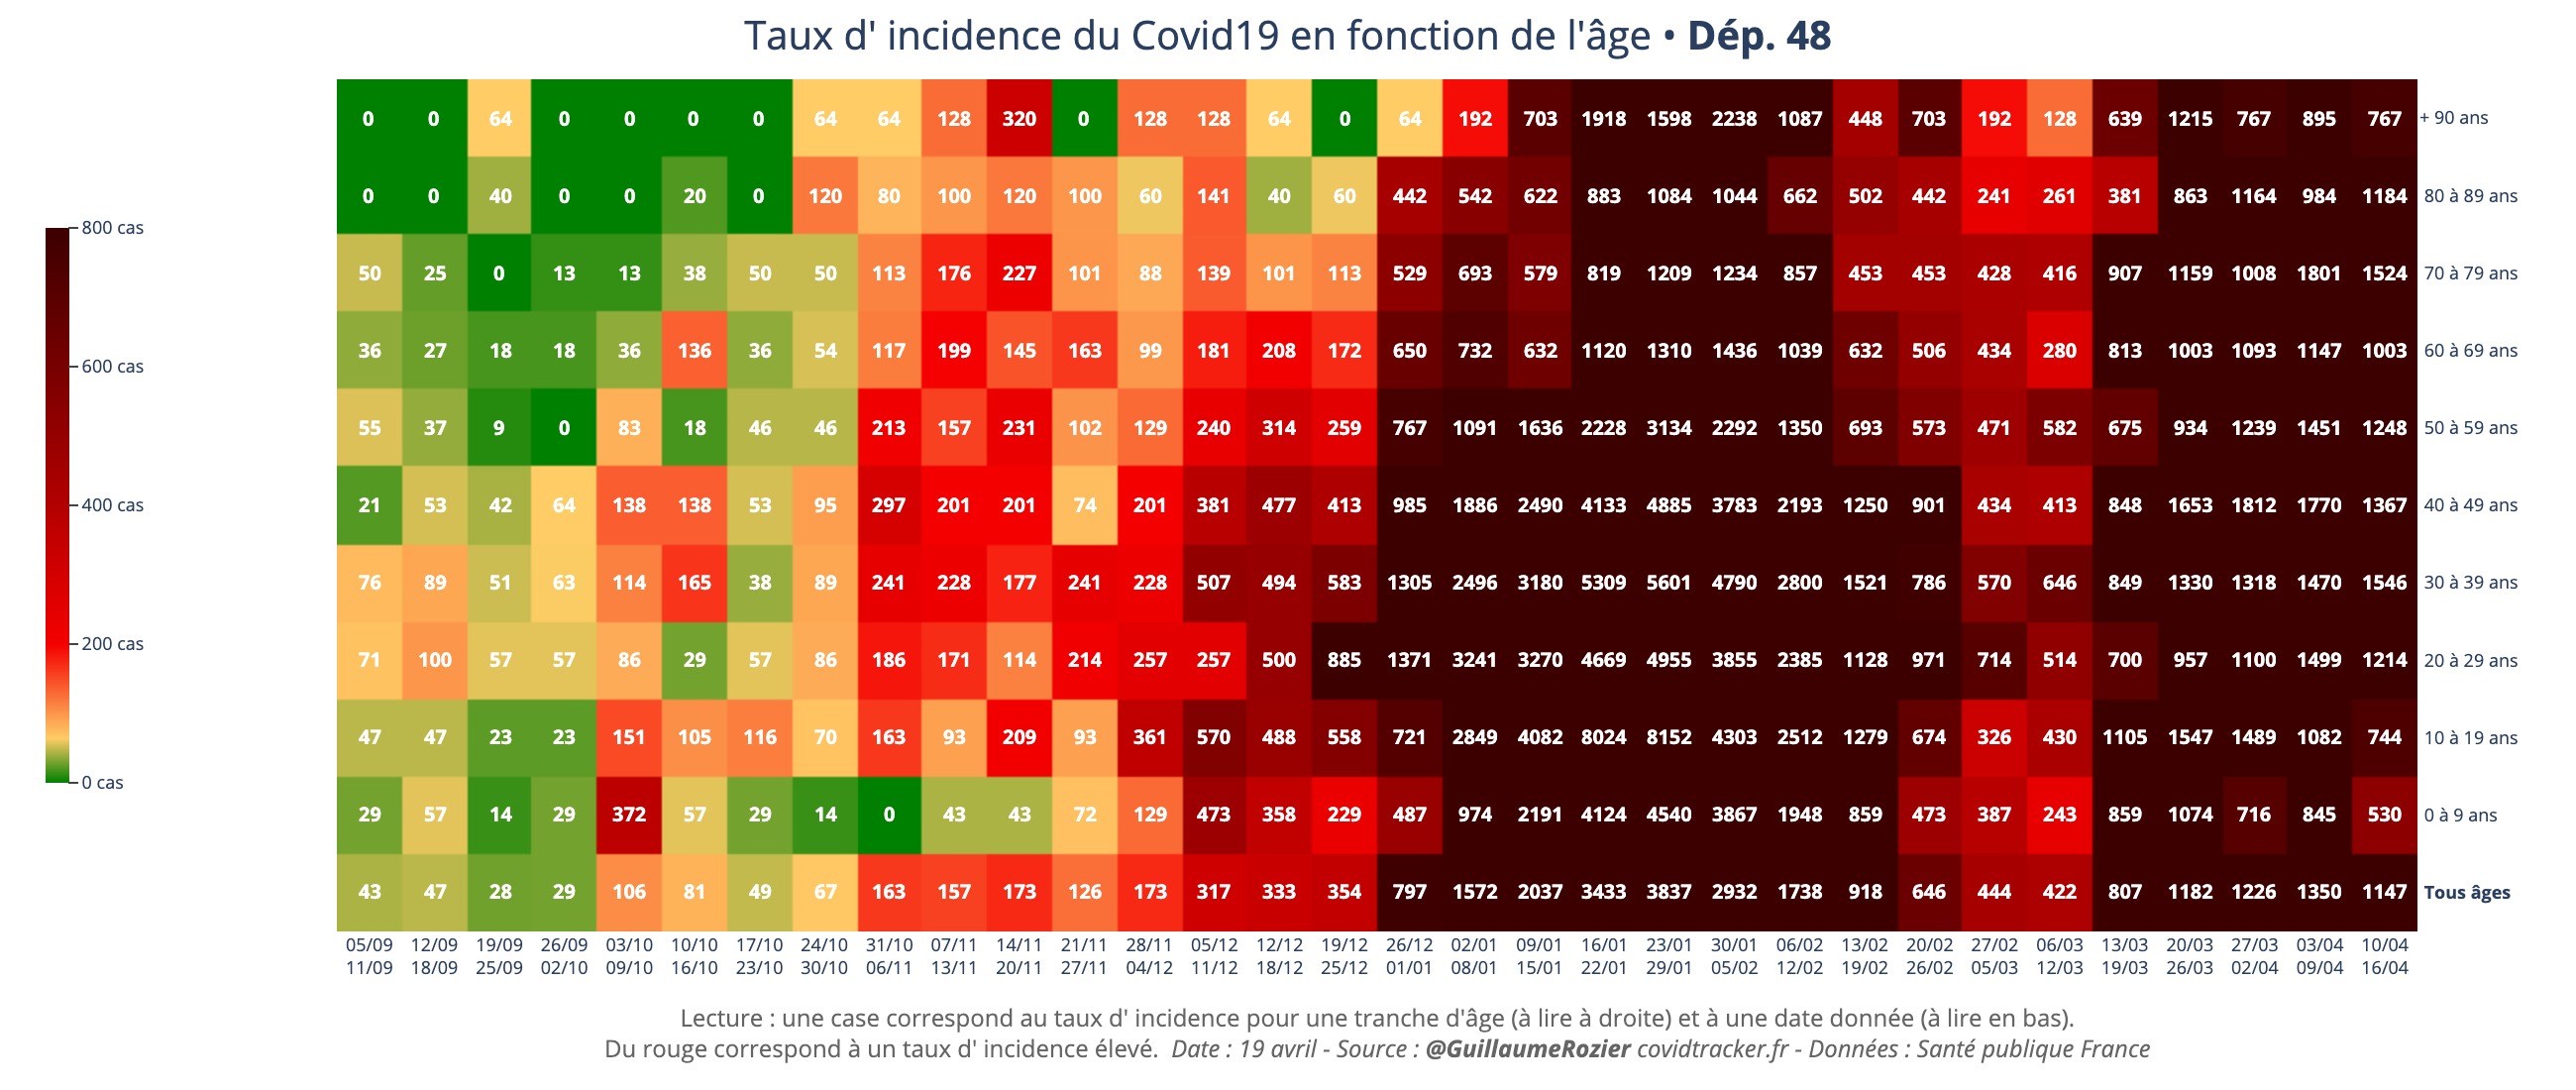 Taux d' incidence du Covid19 en fonction de l'âge • Dép. 48
0 0 64 0 0 0 0 64 64 128 320 0 128 128 64 0 64 192 703 1918 1598 2238 1087 448 703 192 128 639 1215 767 895 767 + 90 ans
0 0 40 0 0 20 0 120 80 100 120 100 60 141 40 60 442 542 622 883 1084 1044 662 502 442 241 261 381 863 1164 984 1184 80 à 89 ans
800 cas
50 25 0 13 13 38 50 50 113 176 227 101 88 139 101 113 529 693 579 819 1209 1234 857 453 453 428 416 907 1159 1008 1801 1524 70 à 79 ans
36 27 18 18 36 136 36 54 117 199 145 163 99 181 208 172 650 732 632 1120 1310 1436 1039 632 506 434 280 813 1003 1093 1147 1003 60 à 69 ans
600 cas
55 37 9 0 83 18 46 46 213 157 231 102 129 240 314 259 767 1091 1636 2228 3134 2292 1350 693 573 471 582 675 934 1239 1451 1248 50 à 59 ans
400 cas
21 53 42 64 138 138 53 95 297 201 201 74 201 381 477 413 985 1886 2490 4133 4885 3783 2193 1250 901 434 413 848 1653 1812 1770 1367 40 à 49 ans
76 89 51 63 114 165 38 89 241 228 177 241 228 507 494 583 1305 2496 3180 5309 5601 4790 2800 1521 786 570 646 849 1330 1318 1470 1546 30 à 39 ans
200 cas
71 100 57 57 86 29 57 86 186 171 114 214 257 257 500 885 1371 3241 3270 4669 4955 3855 2385 1128 971 714 514 700 957 1100 1499 1214 20 à 29 ans
47 47 23 23 151 105 116 70 163 93 209 93 361 570 488 558 721 2849 4082 8024 8152 4303 2512 1279 674 326 430 1105 1547 1489 1082 744 10 à 19 ans
0 cas
29 57 14 29 372 57 29 14 0 43 43 72 129 473 358 229 487 974 2191 4124 4540 3867 1948 859 473 387 243 859 1074 716 845 530 0 à 9 ans
43 47 28 29 106 81 49 67 163 157 173 126 173 317 333 354 797 1572 2037 3433 3837 2932 1738 918 646 444 422 807 1182 1226 1350 1147 Tous âges
05/09 12/09 19/09 26/09 03/10 10/10 17/10 24/10 31/10 07/11 14/11 21/11 28/11 05/12 12/12 19/12 26/12 02/01 09/01 16/01 23/01 30/01 06/02 13/02 20/02 27/02 06/03 13/03 20/03 27/03 03/04 10/04
11/09 18/09 25/09 02/10 09/10 16/10 23/10 30/10 06/11 13/11 20/11 27/11 04/12 11/12 18/12 25/12 01/01 08/01 15/01 22/01 29/01 05/02 12/02 19/02 26/02 05/03 12/03 19/03 26/03 02/04 09/04 16/04
Lecture : une case correspond au taux d' incidence pour une tranche d'âge (à lire à droite) et à une date donnée (à lire en bas).
Du rouge correspond à un taux d' incidence élevé. Date : 19 avril - Source : @GuillaumeRozier covidtracker.fr - Données : Santé publique France